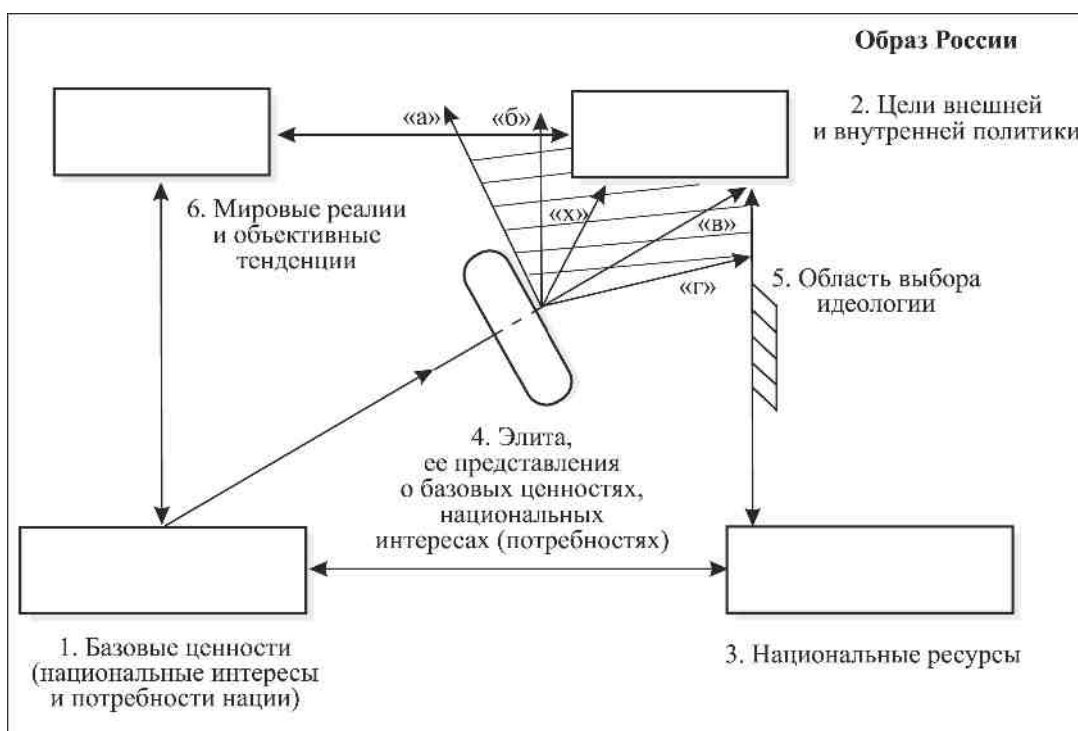 Образ России
2. Цели внешней
и внутренней политики
«а»
«б»
6. Мировые реалии
и объективные
тенденции
«х»
«в»
«г»
5. Область выбора
идеологии
4. Элита,
ее представления
о базовых ценностях,
национальных
интересах (потребностях)
1. Базовые ценности
(национальные интересы
и потребности нации)
3. Национальные ресурсы